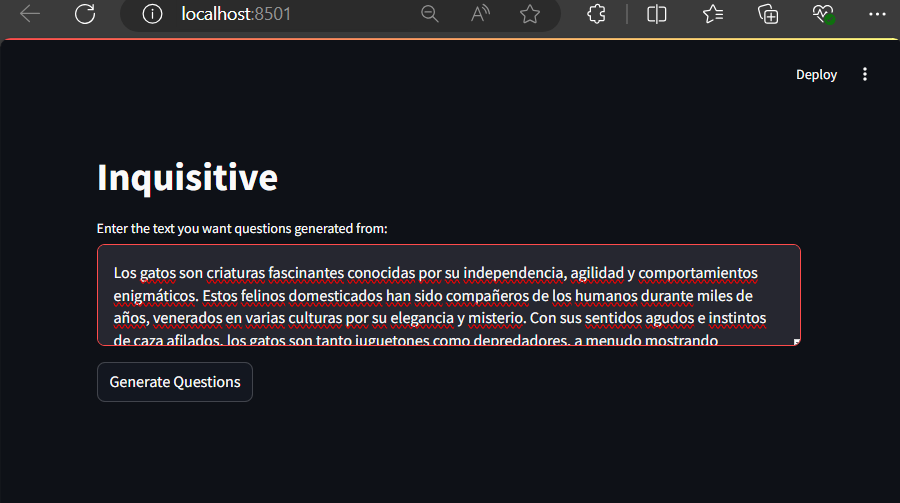 localhost:8501
Deploy
Inquisitive
Enter the text you want questions generated from:
Los gatos son criaturas fascinantes conocidas por su independencia, agilidad y comportamientos
enigmáticos. Estos felinos domesticados han sido compañeros de los humanos durante miles de
años, venerados en varias culturas por su elegancia y misterio. Con sus sentidos agudos e instintos
de caza afilados, los gatos son tanto juguetones como depredadores, a menudo mostrando
Generate Questions